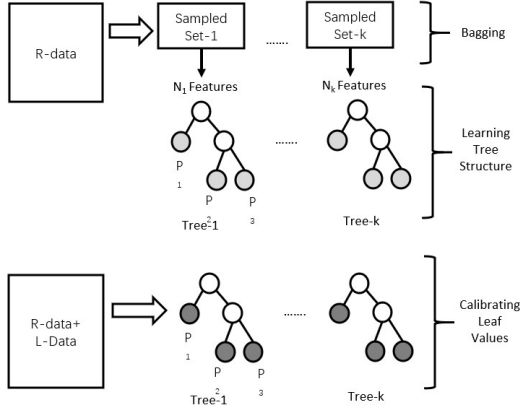 R-data
Sampled
Set-1
.......
Sampled
Set-k
Bagging
N1 Features
Nk Features
.......
P
1
P
2
P
3
Tree-1
Tree-k
Learning
Tree
Structure
R-data+
L-Data
.......
P
1
P
2
P
3
Tree-1
Tree-k
Calibrating
Leaf
Values